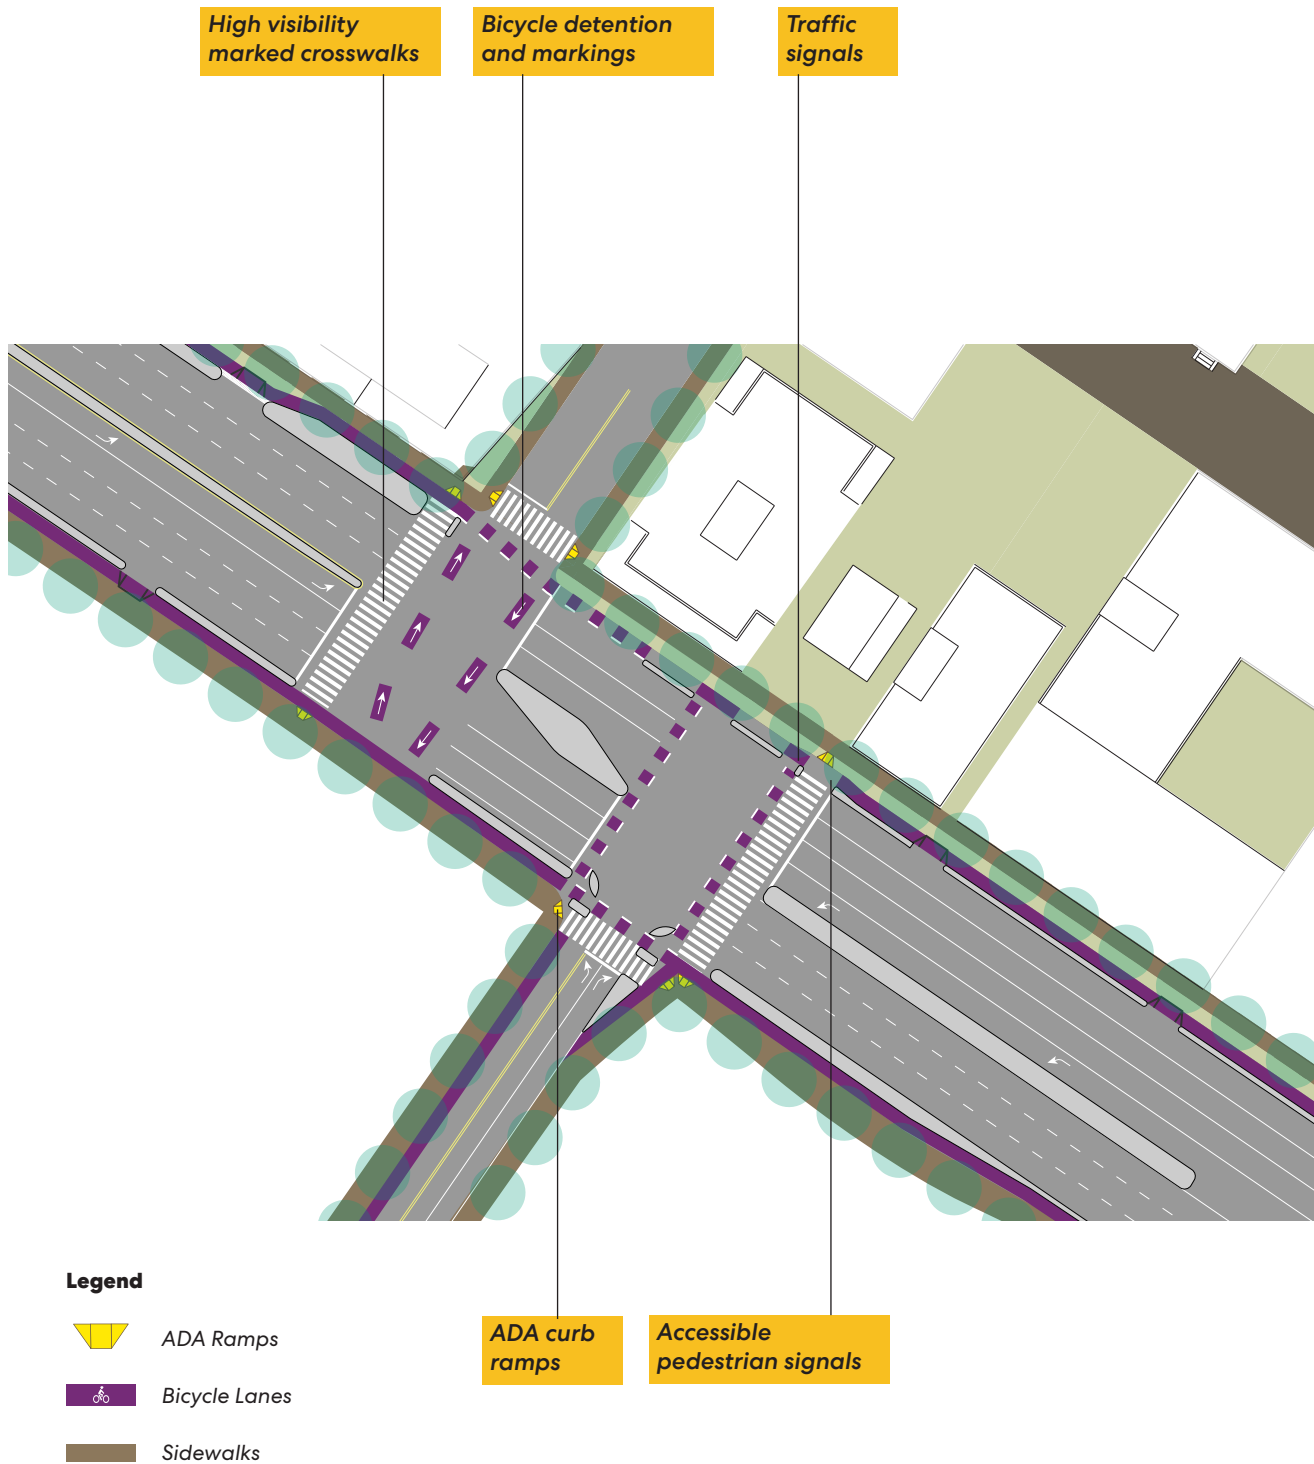 High visibility
marked crosswalks
Bicycle detention
and markings
Traffic
signals
ADA curb
ramps
Accessible
pedestrian signals
Legend
ADA Ramps
Bicycle Lanes
Sidewalks